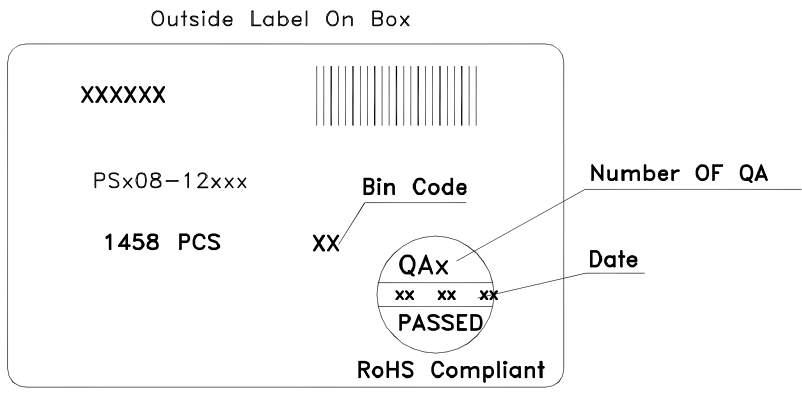 Outside Label On Box
XXXXXX
PSx08-12xxx
Bin Code
Number OF QA
1458 PCS
XX
QAx
Date
xx xx xx
PASSED
RoHS Compliant